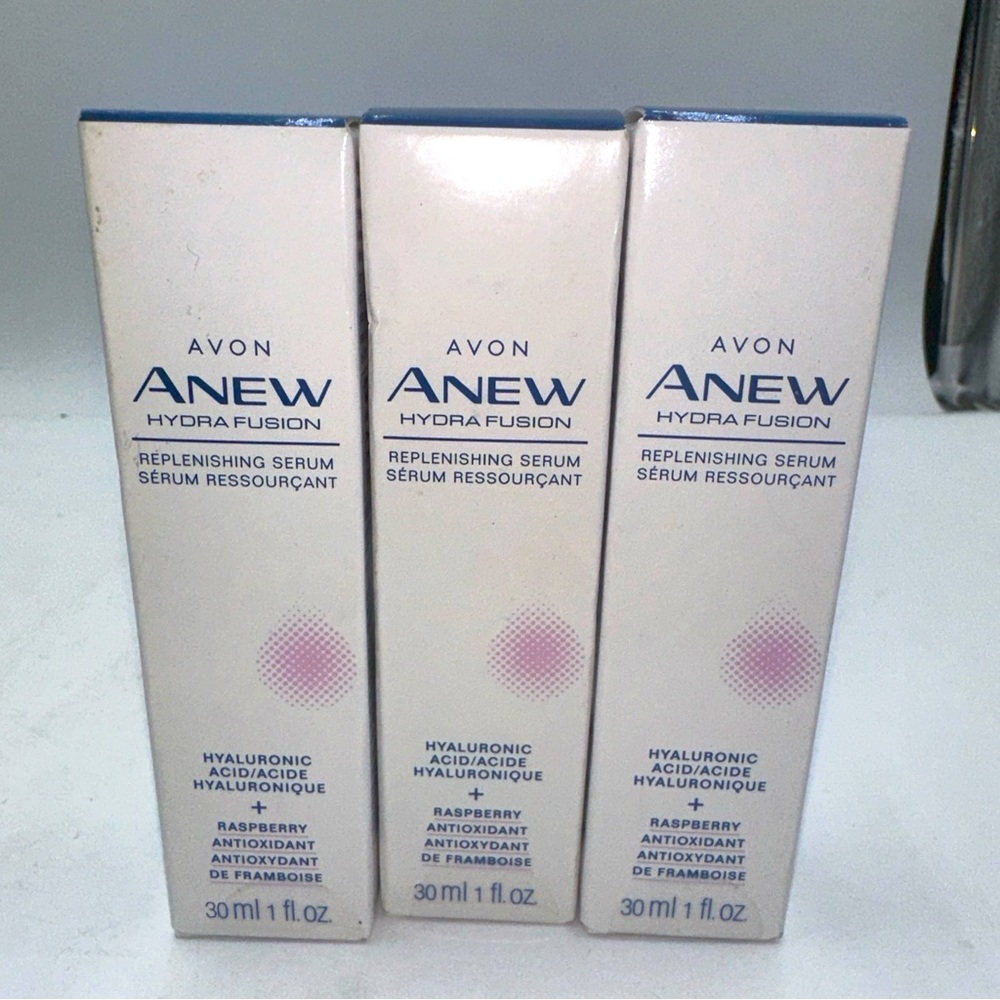 AVON
ANEW
HYDRA FUSION
REPLENISHING SERUM
SÉRUM RESSOURÇANT
HYALURONIC
ACID/ACIDE
HYALURONIQUE
+
RASPBERRY
ANTIOXIDANT
ANTIOXYDANT
DE FRAMBOISE
30 ml 1 fl. oz.
AVON
ANEW
HYDRA FUSION
REPLENISHING SERUM
SÉRUM RESSOURÇANT
HYALURONIC
ACID/ACIDE
HYALURONIQUE
+
RASPBERRY
ANTIOXIDANT
ANTIOXYDANT
DE FRAMBOISE
30 ml 1 fl. oz.
AVON
ANEW
HYDRA FUSION
REPLENISHING SERUM
SÉRUM RESSOURÇANT
HYALURONIC
ACID/ACIDE
HYALURONIQUE
+
RASPBERRY
ANTIOXIDANT
ANTIOXYDANT
DE FRAMBOISE
30 ml 1 fl. oz.